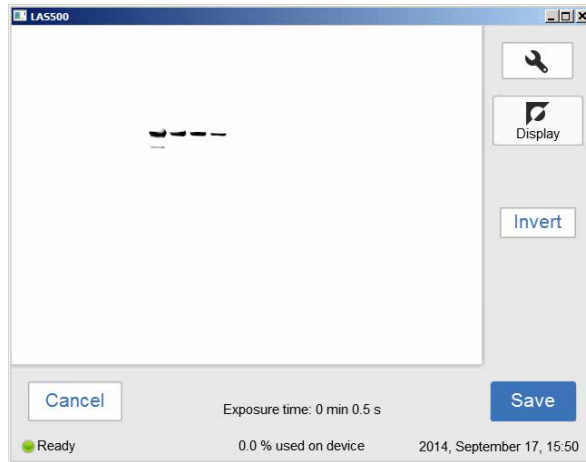 LAS500
Display
Invert
Cancel
Exposure time: 0 min 0.5 s
Save
Ready
0.0 % used on device
2014, September 17, 15:50